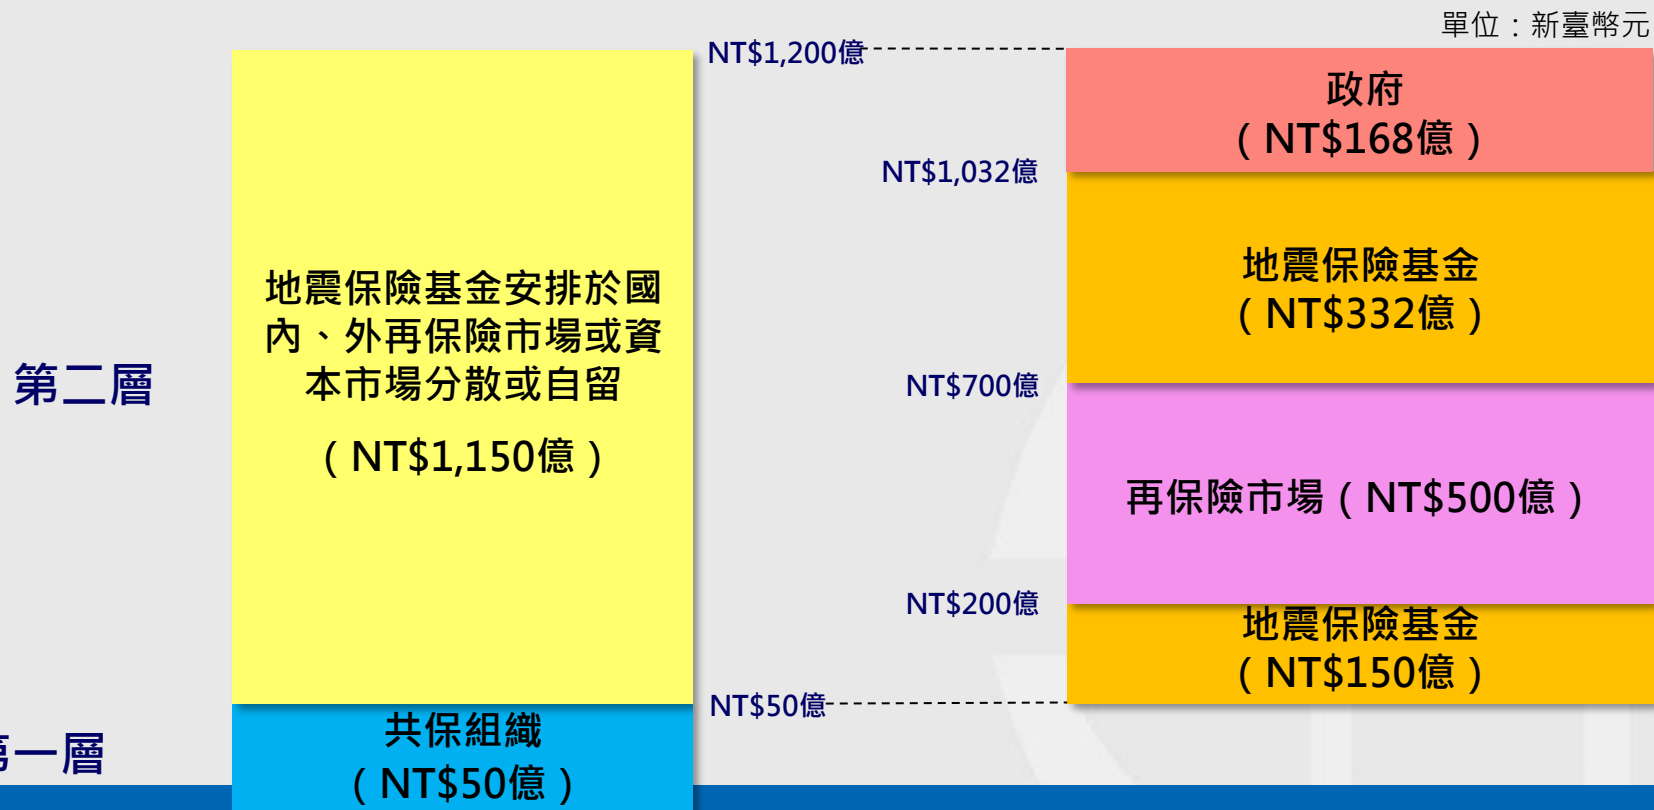 單位：新臺幣元
第二層
地震保險基金安排於國
內、外再保險市場或資
本市場分散或自留
（NT$1,150億）
NT$1,200億
NT$1,032億
NT$700億
NT$200億
NT$50億
政府
（NT$168億）
地震保險基金
（NT$332億）
再保險市場（NT$500億）
地震保險基金
（NT$150億）
第一層
共保組織
（NT$50億）